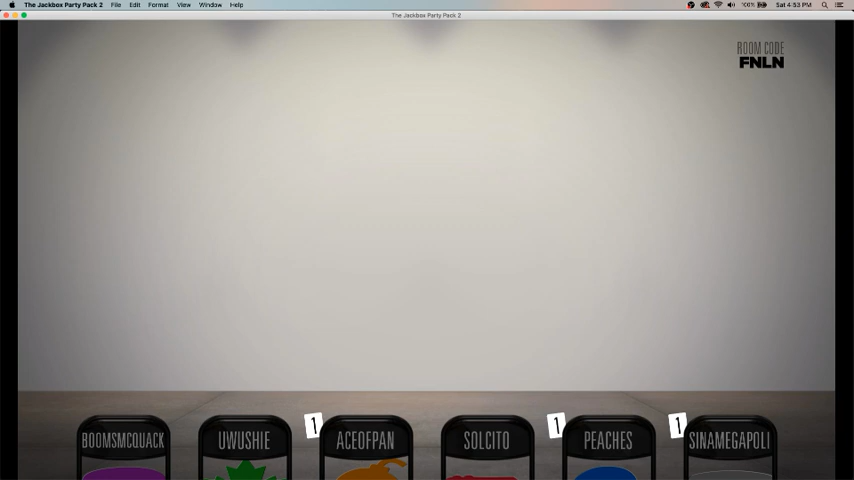 The Jackbox Party Pack 2 File Edit Format View Window Help 100% Sat 4:53 PM
The Jackbox Party Pack 2
ROOM CODE
FNLN
1 1 1
BOOMSMCQUACK UWUSHIE ACEOFPAN SOLCITO PEACHES SINAMEGAPOLI